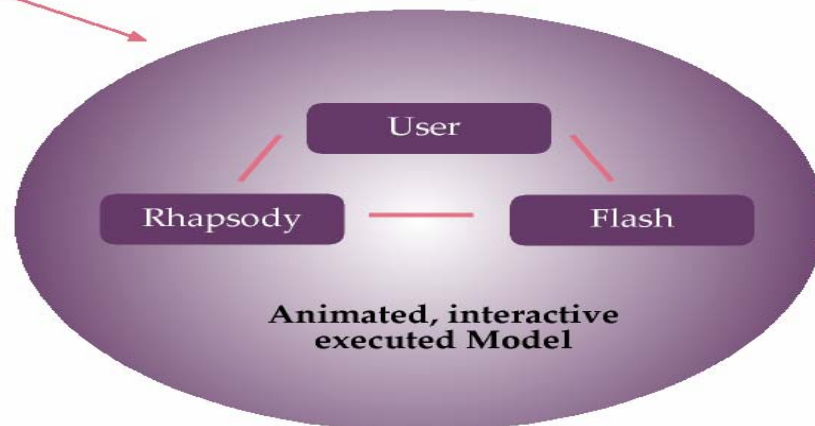 User
Rhapsody
Flash
Animated, interactive
executed Model